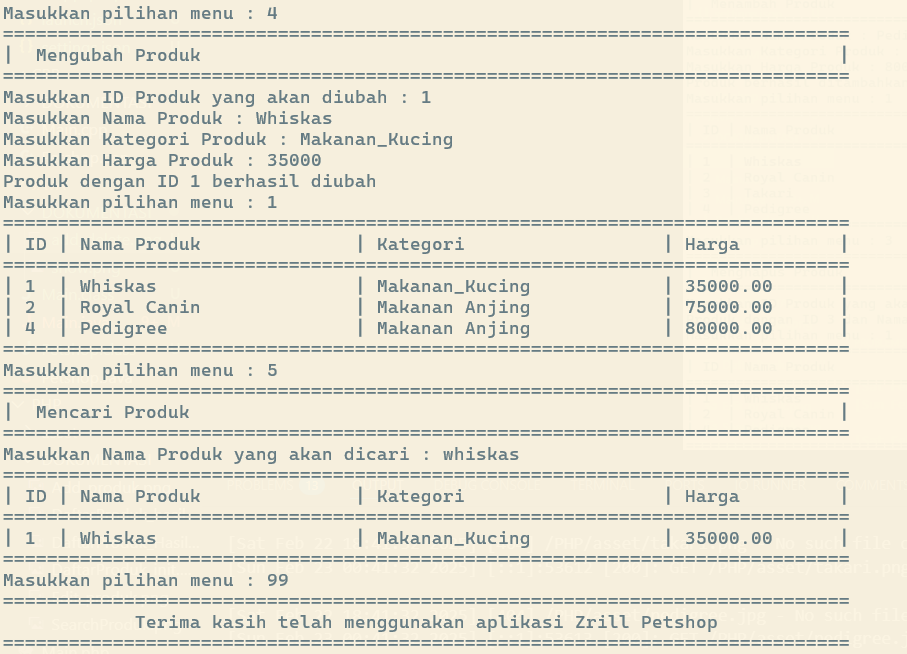 Masukkan pilihan menu : 4
=============================================================================
|  Mengubah Produk                                                          |
=============================================================================
Masukkan ID Produk yang akan diubah : 1
Masukkan Nama Produk : Whiskas
Masukkan Kategori Produk : Makanan_Kucing
Masukkan Harga Produk : 35000
Produk dengan ID 1 berhasil diubah
Masukkan pilihan menu : 1
=============================================================================
| ID | Nama Produk              | Kategori                  | Harga         |
=============================================================================
| 1  | Whiskas                  | Makanan_Kucing            | 35000.00      |
| 2  | Royal Canin              | Makanan Anjing            | 75000.00      |
| 4  | Pedigree                 | Makanan Anjing            | 80000.00      |
=============================================================================
Masukkan pilihan menu : 5
=============================================================================
|  Mencari Produk                                                           |
=============================================================================
Masukkan Nama Produk yang akan dicari : whiskas
=============================================================================
| ID | Nama Produk              | Kategori                  | Harga         |
=============================================================================
| 1  | Whiskas                  | Makanan_Kucing            | 35000.00      |
=============================================================================
Masukkan pilihan menu : 99
=============================================================================
            Terima kasih telah menggunakan aplikasi Zrill Petshop
=============================================================================